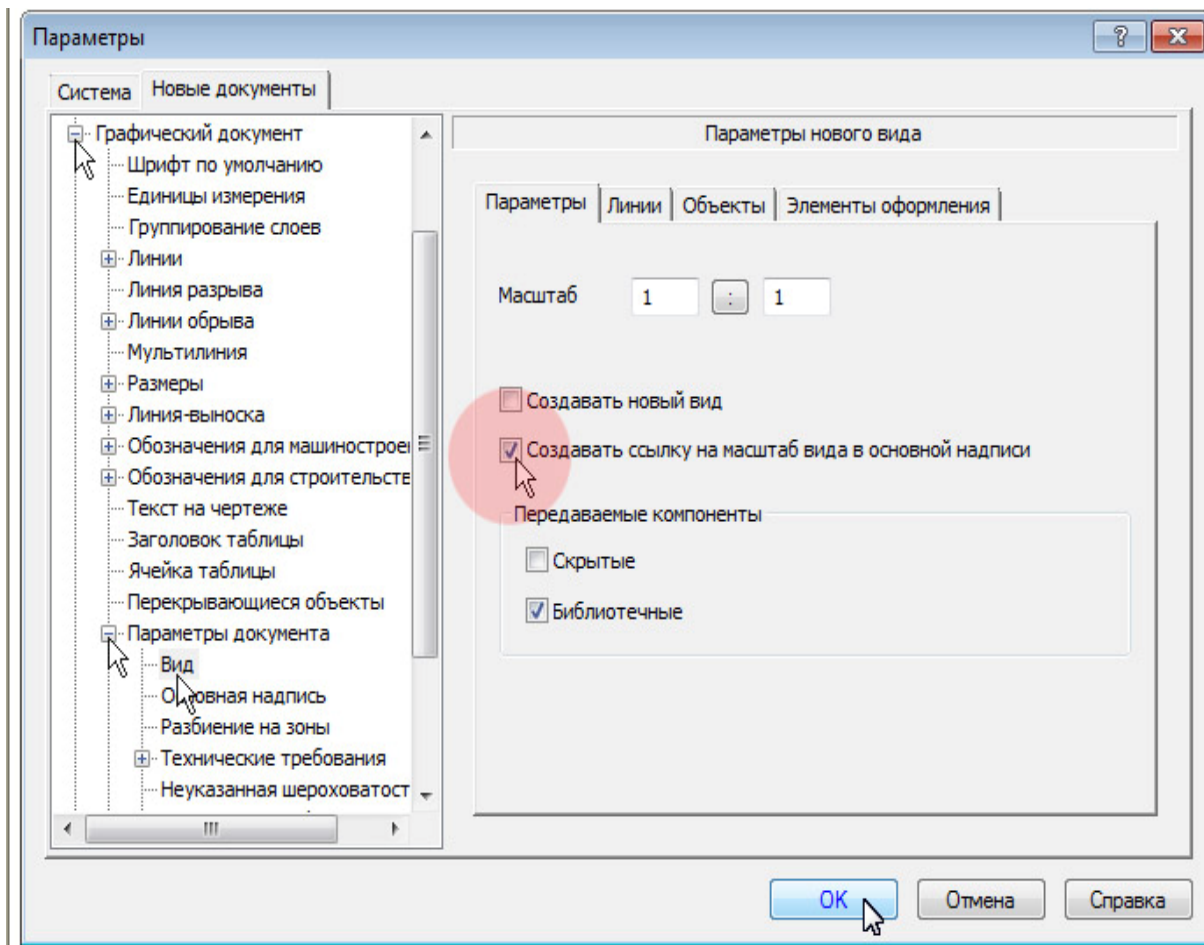 Параметры
Система
Новые документы
Графический документ
Шрифт по умолчанию
Единицы измерения
Группирование слоев
Линии
Линия разрыва
Линии обрыва
Мультилиния
Размеры
Линия-выноска
Обозначения для машинострое
Обозначения для строительств
Текст на чертеже
Заголовок таблицы
Ячейка таблицы
Перекрывающиеся объекты
Параметры документа
Вид
надпись
Разбиение на зоны
Технические требования
Неуказанная шероховатост
Параметры нового вида
Параметры
Линии
Объекты
Элементы оформления
Масштаб 1 : 1
Создавать новый вид
Создавать ссылку на масштаб вида в основной надписи
Передаваемые компоненты
Скрытые
Библиотечные
OK
Отмена
Справка